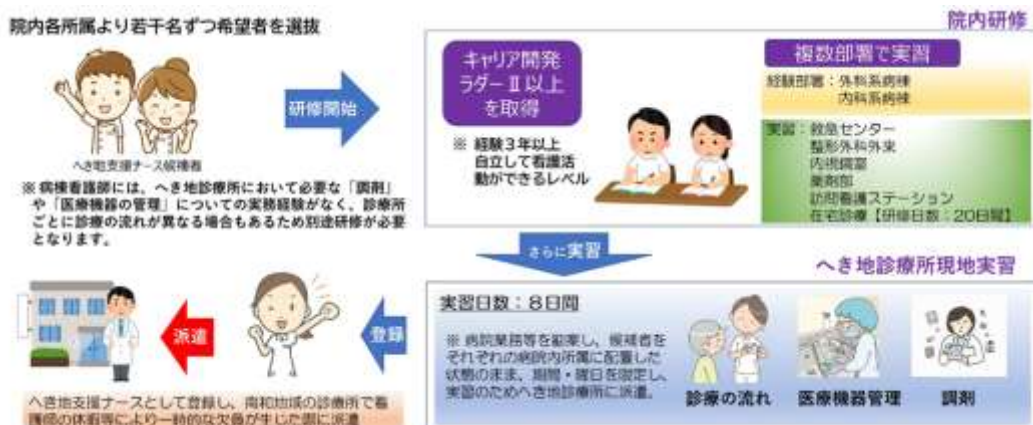 院内各所属より若干名ずつ希望者を選抜
研修開始
へき地支援ナース候補者
※ 病棟看護師には、へき地診療所において必要な「調剤」
や「医療機器の管理」についての実務経験がなく、診療所
ごとに診療の流れが異なる場合もあるため別途研修が必要
となります。
院内研修
キャリア開発
ラダーⅡ以上
を取得
※ 経験3年以上
自立して看護活
動ができるレベル
複数部署で実習
経験部署:外科系病棟
内科系病棟
実習:救急センター
整形外科外来
内視鏡室
薬剤部
訪問看護ステーション
在宅診療【研修日数:20日間】
さらに実習
へき地診療所現地実習
実習日数:8日間
※ 病院業務等を勘案し、候補者を
それぞれの病院内所属に配置した
状態のまま、期間・曜日を限定し、
実習のためへき地診療所に派遣。
診療の流れ
医療機器管理
調剤
登録
派遣
へき地支援ナースとして登録し、南和地域の診療所で看
護師の休暇等により一時的な欠員が生じた際に派遣